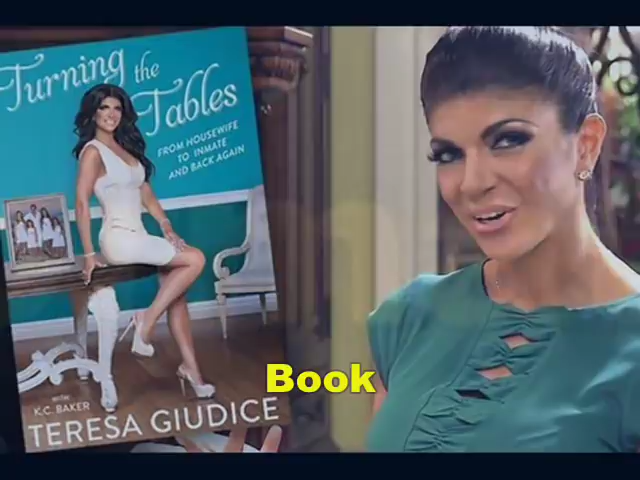 Turning the
Tables
FROM HOUSEWIFE
TO INMATE
AND BACK AGAIN
Book
WITH
K.C. BAKER
TERESA GIUDICE